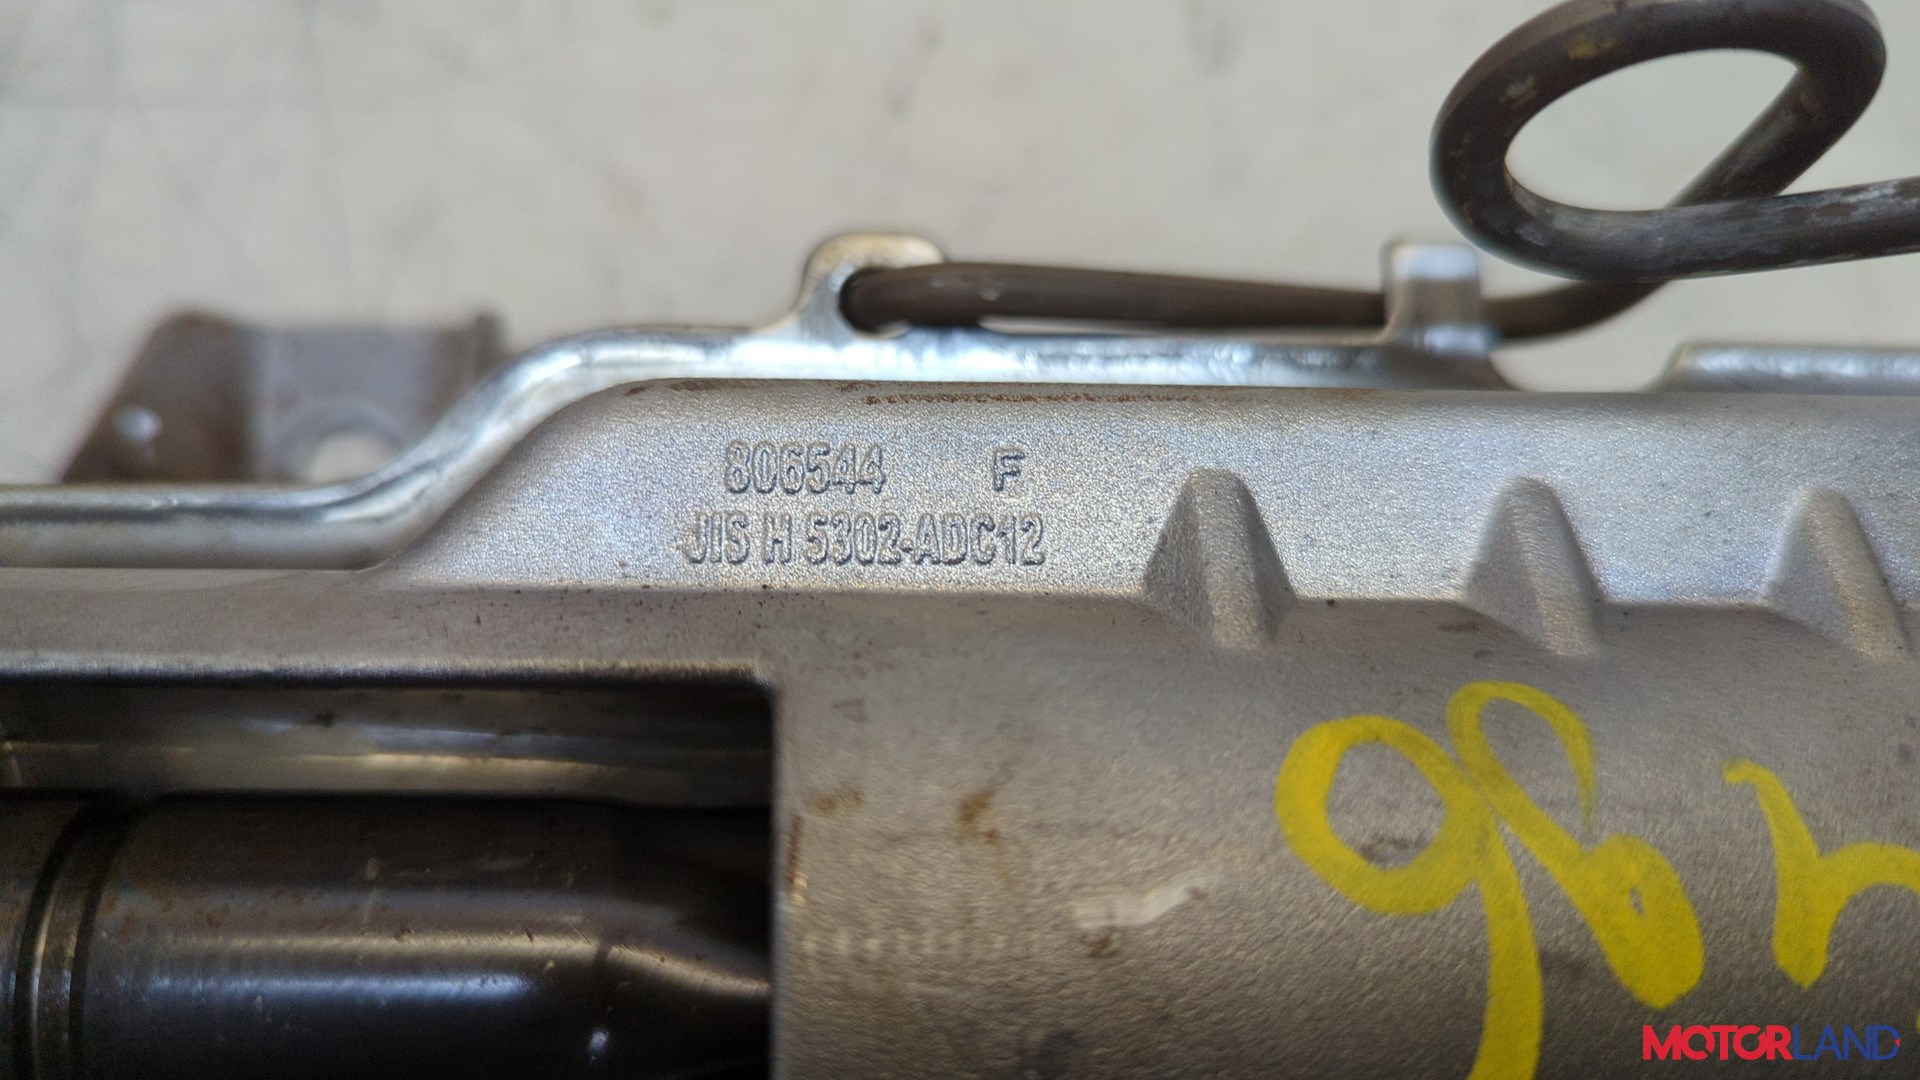 806544 F
JIS H 5302-ADC12
MOTORLAND